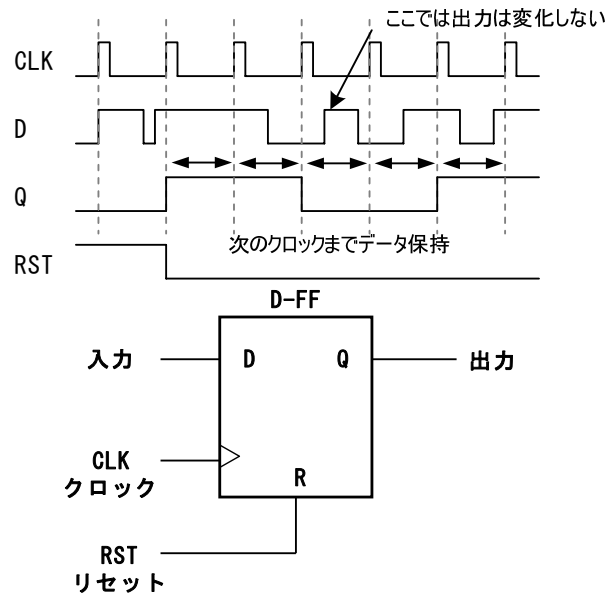 ここでは出力は変化しない
CLK
D
Q
次のクロックまでデータ保持
RST
D-FF
入力
D
Q
出力
CLK
クロック
R
RST
リセット